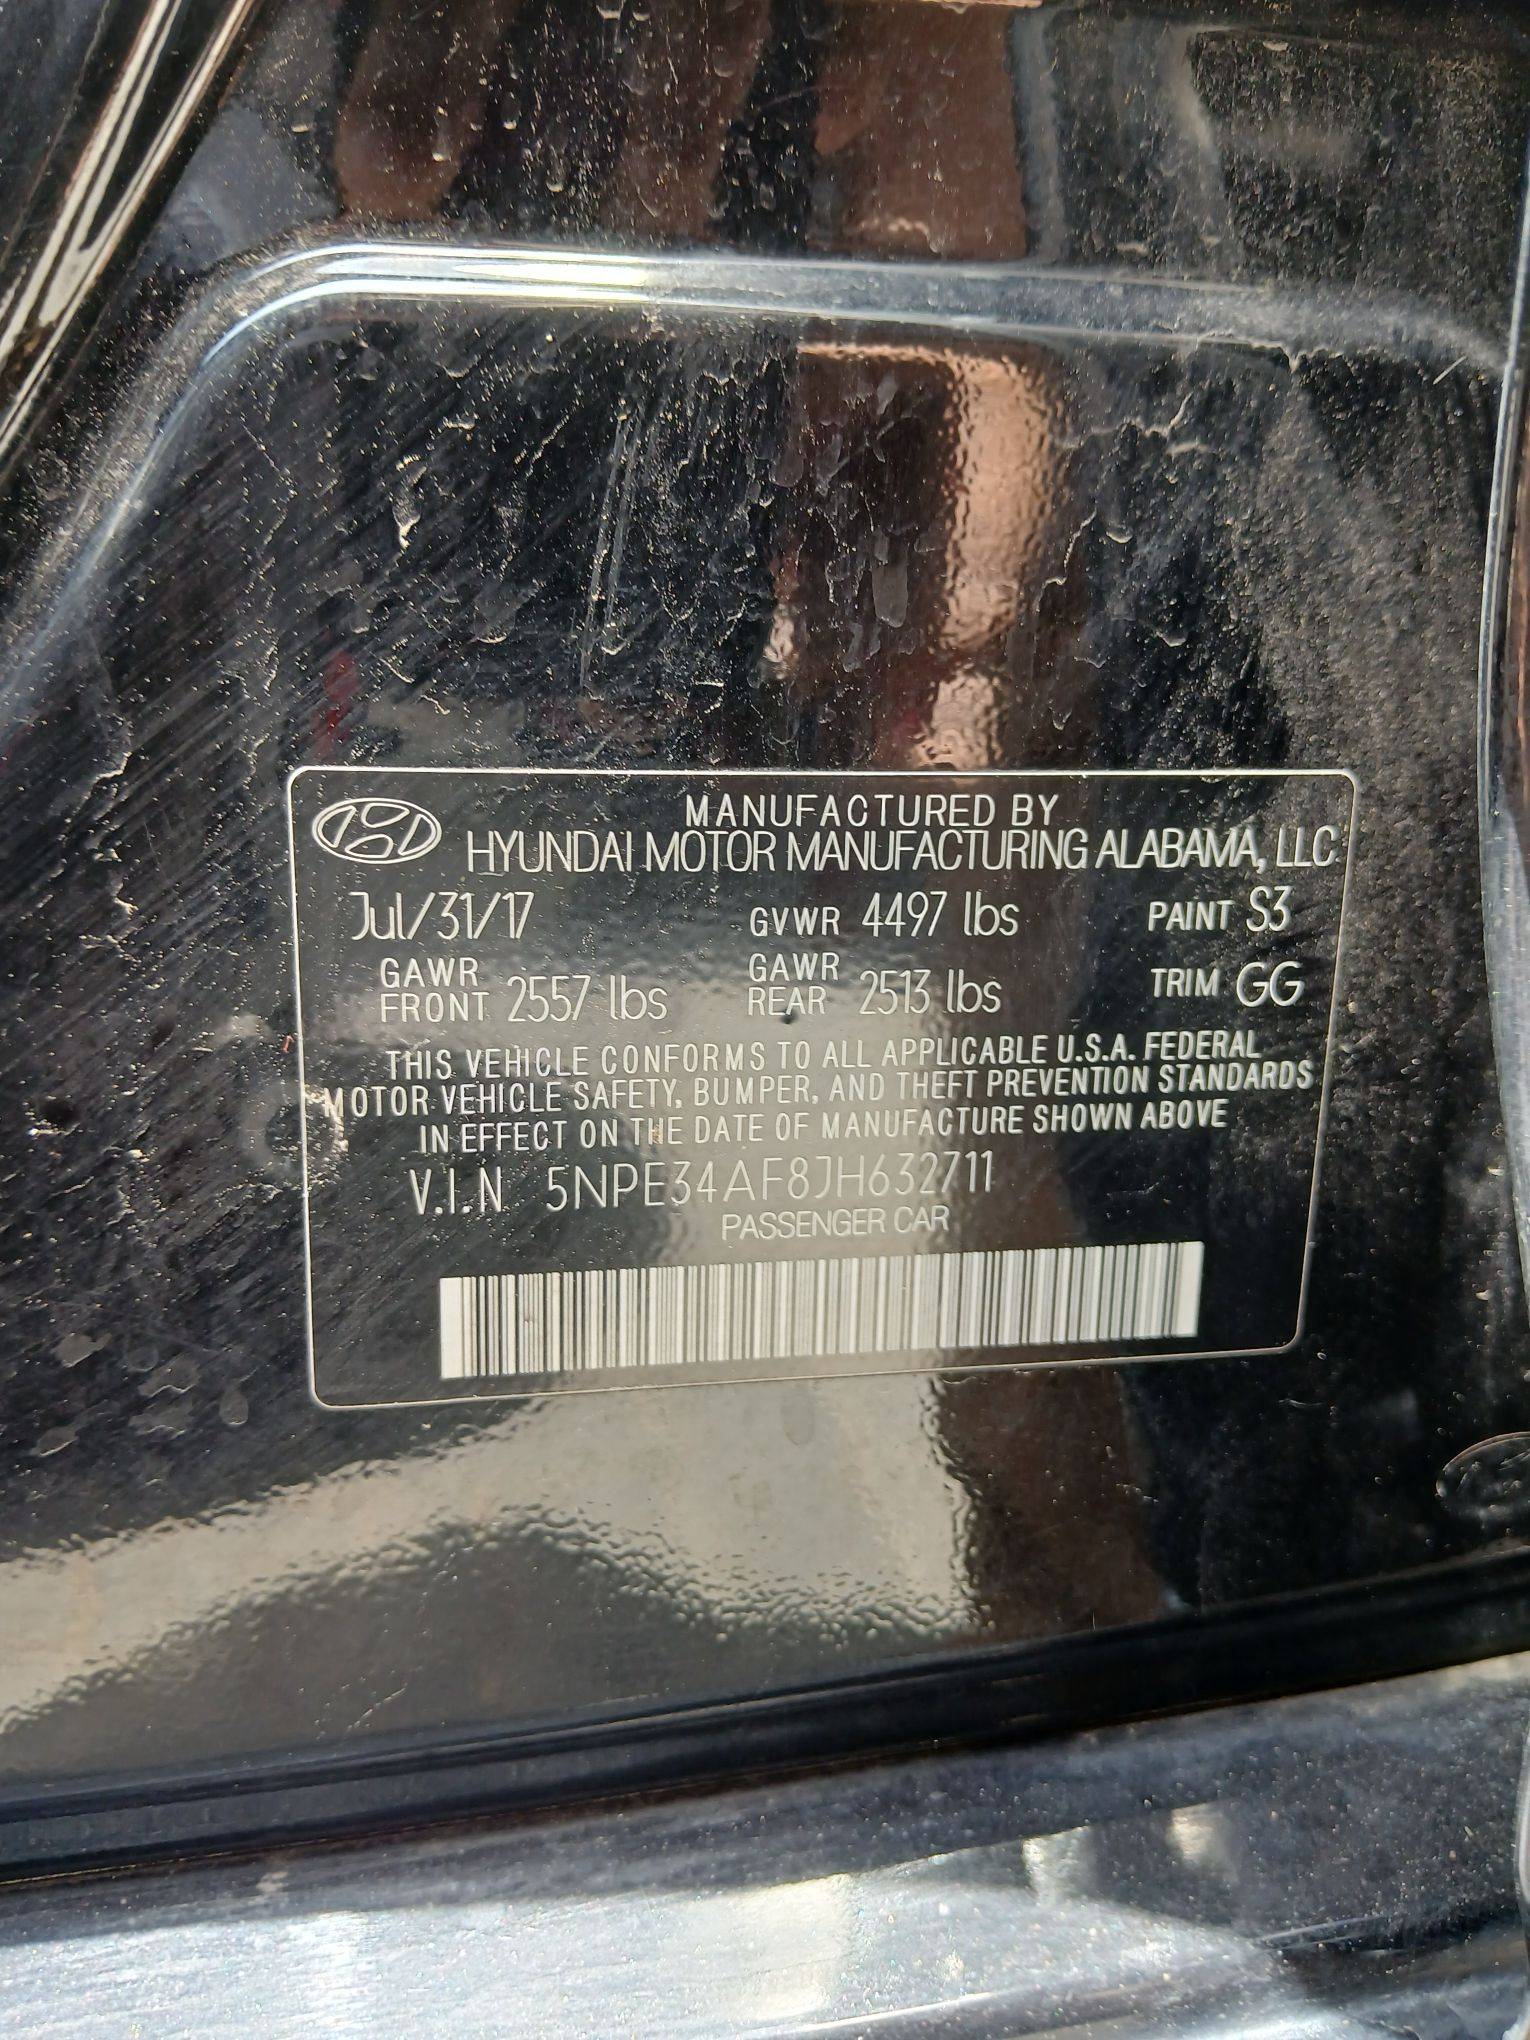 MANUFACTURED BY
HYUNDAI MOTOR MANUFACTURING ALABAMA, LLC
Jul/31/17 GVWR 4497 lbs PAINT S3
GAWR FRONT 2557 lbs GAWR REAR 2513 lbs TRIM GG
THIS VEHICLE CONFORMS TO ALL APPLICABLE U.S.A. FEDERAL
MOTOR VEHICLE SAFETY, BUMPER, AND THEFT PREVENTION STANDARDS
IN EFFECT ON THE DATE OF MANUFACTURE SHOWN ABOVE
V.I.N 5NPE34AF8JH632711
PASSENGER CAR